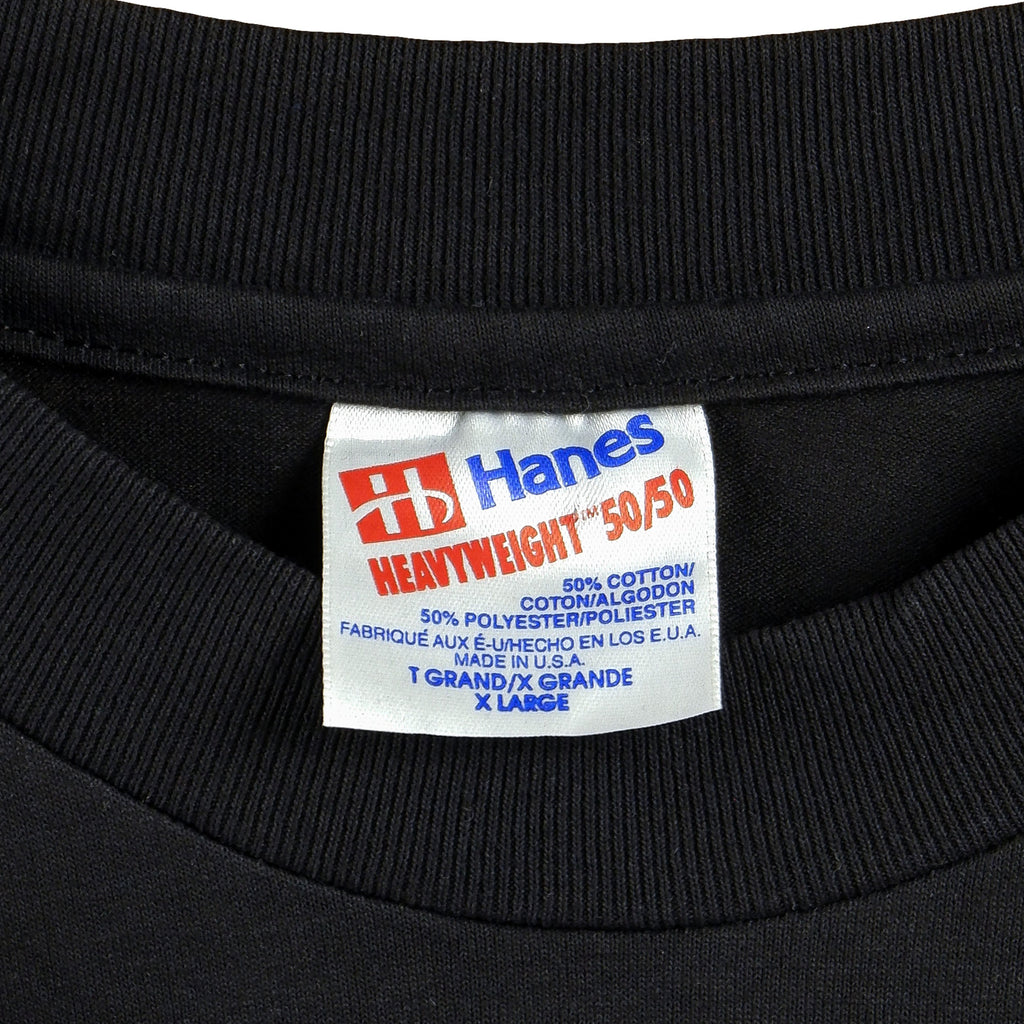 H Hanes
HEAVYWEIGHT™ 50/50
50% COTTON/
COTON/ALGODON
50% POLYESTER/POLIESTER
FABRIQUÉ AUX É-U/HECHO EN LOS E.U.A.
MADE IN U.S.A.
T GRAND/X GRANDE
X LARGE